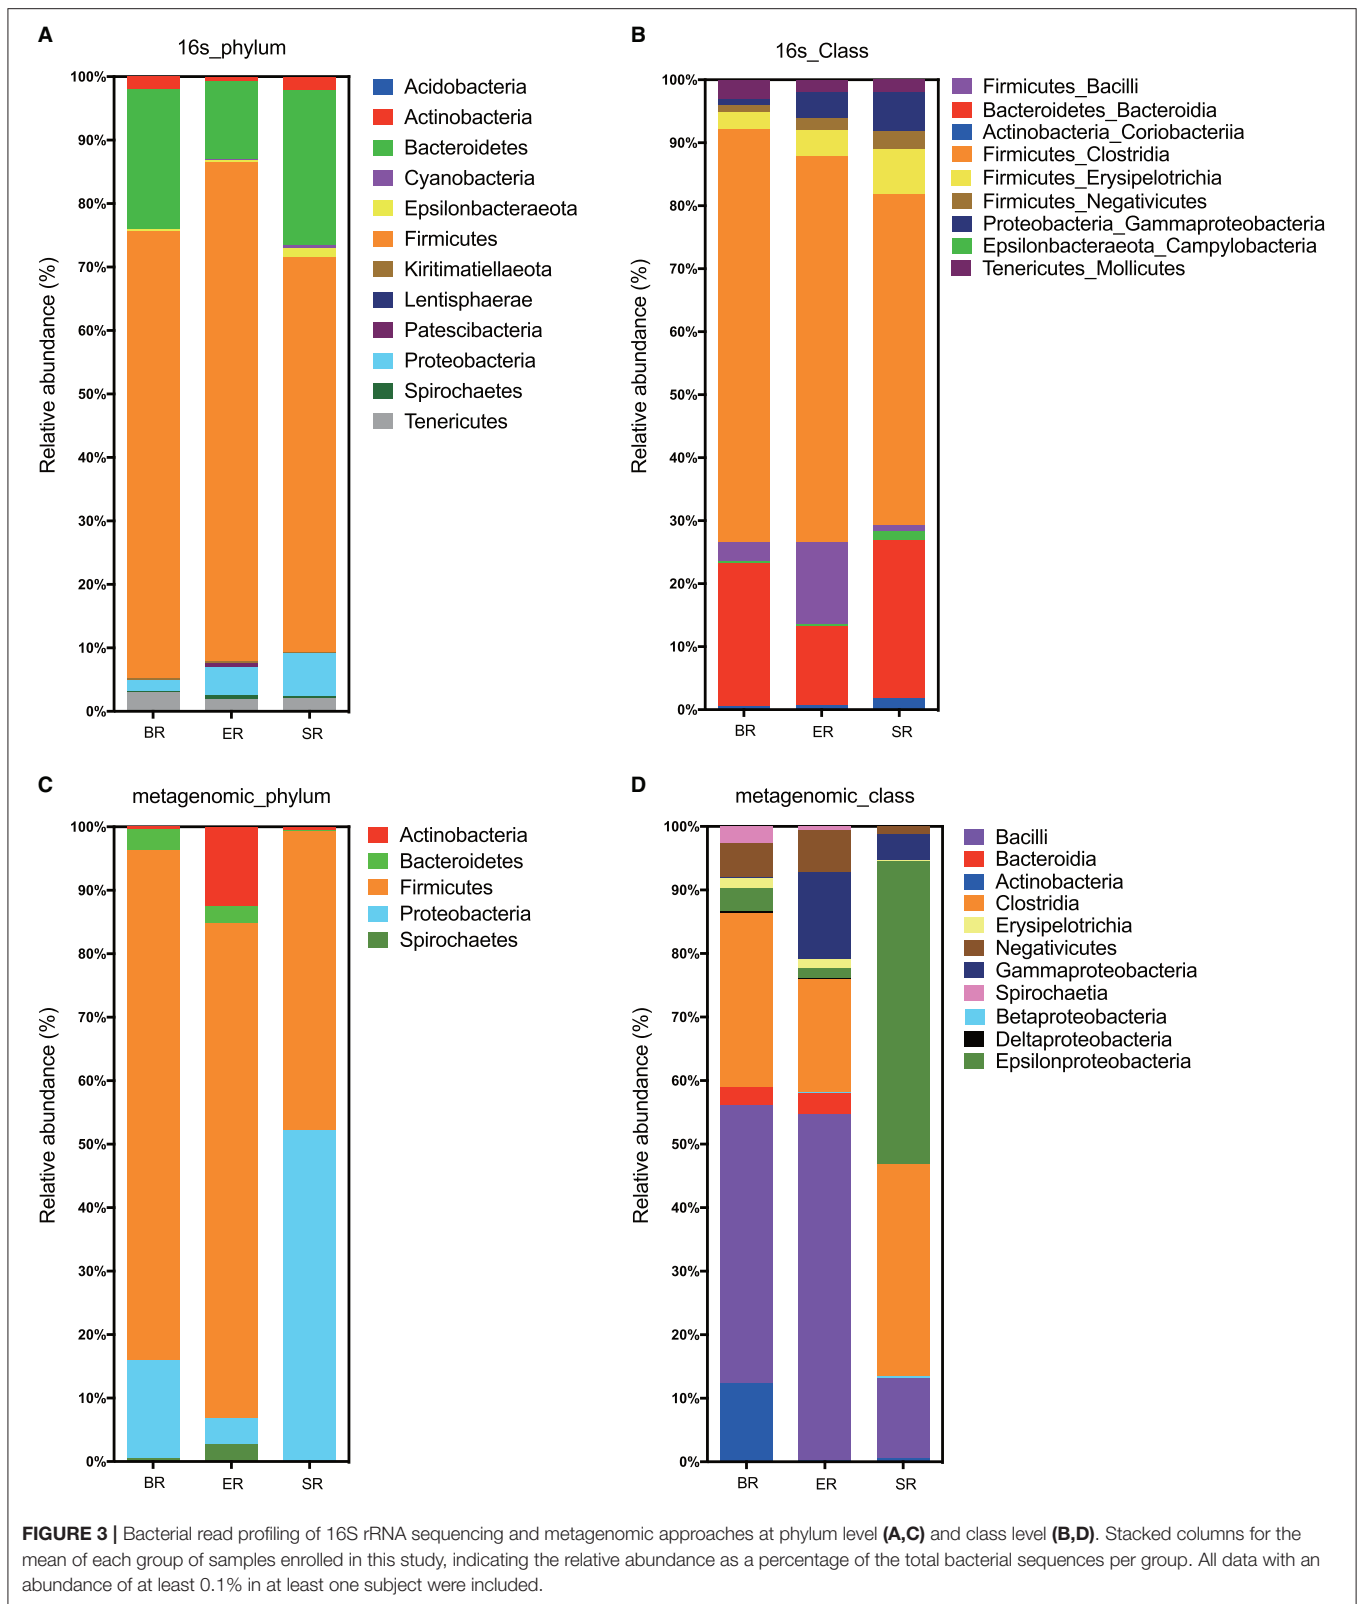 A
16s_phylum
Relative abundance (%)
100%
90%
80%
70%
60%
50%
40%
30%
20%
10%
0%
BR
ER
SR
Acidobacteria
Actinobacteria
Bacteroidetes
Cyanobacteria
Epsilonbacteraeota
Firmicutes
Kiritimatiellaeota
Lentisphaerae
Patescibacteria
Proteobacteria
Spirochaetes
Tenericutes
B
16s_Class
Relative abundance (%)
100%
90%
80%
70%
60%
50%
40%
30%
20%
10%
0%
BR
ER
SR
Firmicutes_Bacilli
Bacteroidetes_Bacteroidia
Actinobacteria_Coriobacteriia
Firmicutes_Clostridia
Firmicutes_Erysipelotrichia
Firmicutes_Negativicutes
Proteobacteria_Gammaproteobacteria
Epsilonbacteraeota_Campylobacteria
Tenericutes_Mollicutes
C
metagenomic_phylum
Relative abundance (%)
100%
90%
80%
70%
60%
50%
40%
30%
20%
10%
0%
BR
ER
SR
Actinobacteria
Bacteroidetes
Firmicutes
Proteobacteria
Spirochaetes
D
metagenomic_class
Relative abundance (%)
100%
90%
80%
70%
60%
50%
40%
30%
20%
10%
0%
BR
ER
SR
Bacilli
Bacteroidia
Actinobacteria
Clostridia
Erysipelotrichia
Negativicutes
Gammaproteobacteria
Spirochaetia
Betaproteobacteria
Deltaproteobacteria
Epsilonproteobacteria
FIGURE 3 | Bacterial read profiling of 16S rRNA sequencing and metagenomic approaches at phylum level (A,C) and class level (B,D). Stacked columns for the
mean of each group of samples enrolled in this study, indicating the relative abundance as a percentage of the total bacterial sequences per group. All data with an
abundance of at least 0.1% in at least one subject were included.